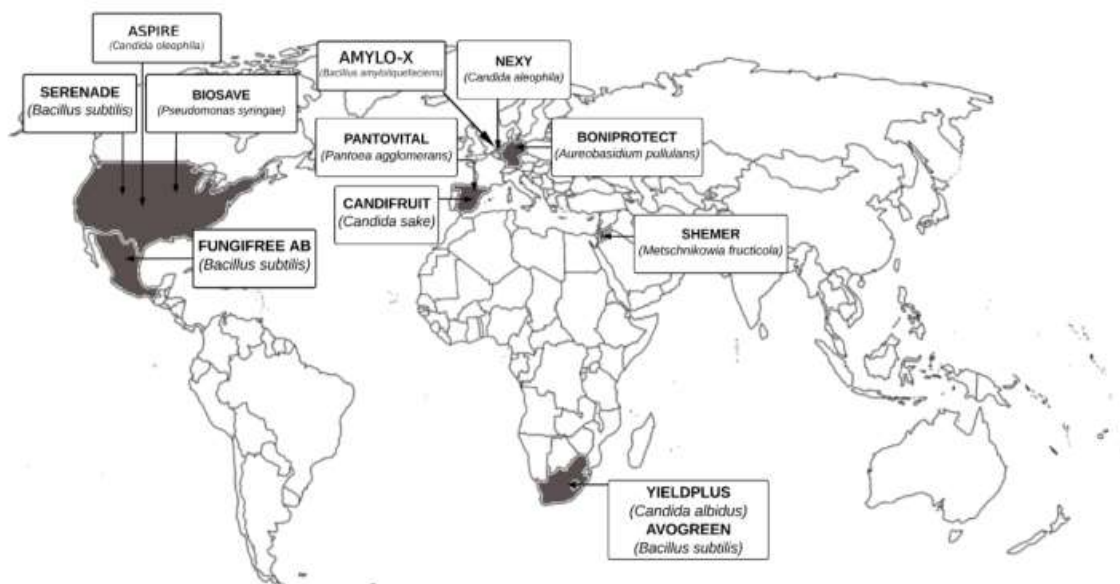 ASPIRE
(Candida oleophila)
SERENADE
(Bacillus subtilis)
BIOSAVE
(Pseudomonas syringae)
AMYLO-X
(Bacillus amyloliquefaciens)
NEXY
(Candida aleophila)
PANTOVITAL
(Pantoea agglomerans)
BONIPROTECT
(Aureobasidium pullulans)
CANDIFRUIT
(Candida sake)
SHEMER
(Metschnikowia fructicola)
FUNGIFREE AB
(Bacillus subtilis)
YIELDPLUS
(Candida albidus)
AVOGREEN
(Bacillus subtilis)